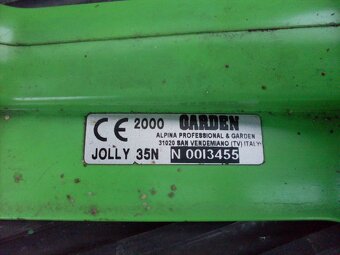 CE 2000 GARDEN
ALPINA PROFESSIONAL & GARDEN
31020 SAN VENDEMIANO (TV) ITALY
JOLLY 35N N 0013455